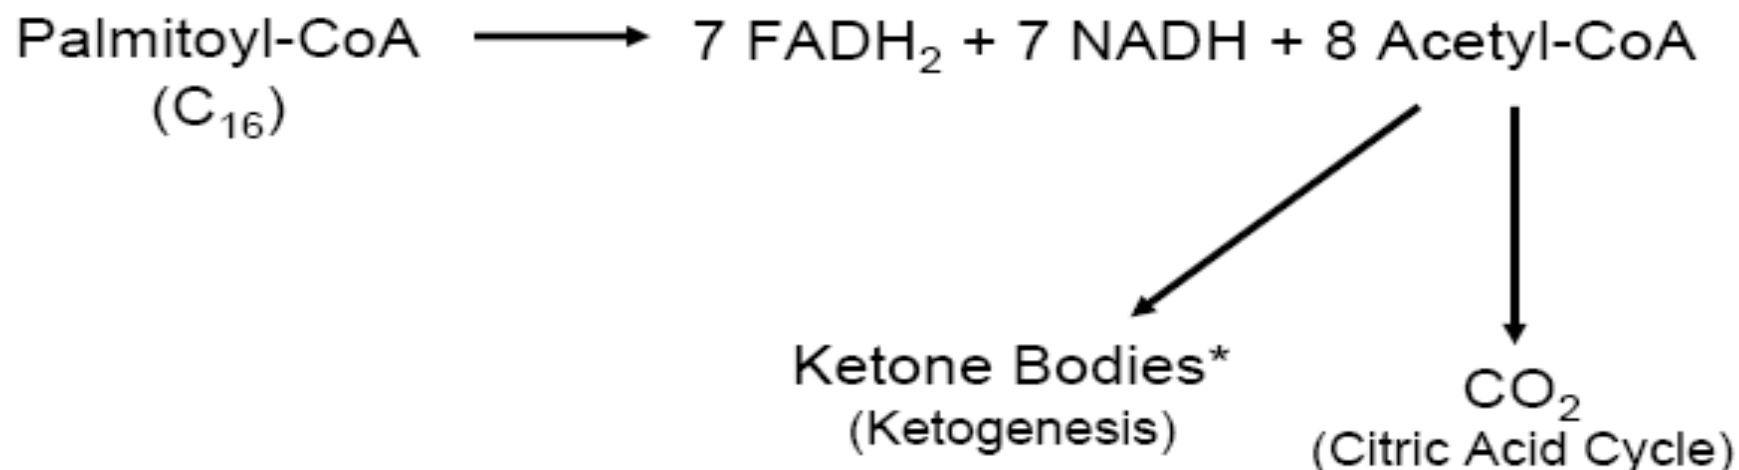 Palmitoyl-CoA → 7 FADH₂ + 7 NADH + 8 Acetyl-CoA
(C₁₆)
Ketone Bodies*
(Ketogenesis)
CO₂
(Citric Acid Cycle)